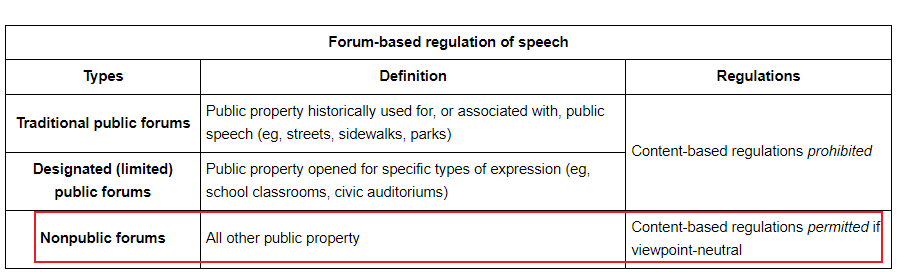 Forum-based regulation of speech
Types Definition Regulations
Traditional public forums
Public property historically used for, or associated with, public
speech (eg, streets, sidewalks, parks)
Content-based regulations prohibited
Designated (limited)
public forums
Public property opened for specific types of expression (eg,
school classrooms, civic auditoriums)
Nonpublic forums
All other public property
Content-based regulations permitted if
viewpoint-neutral